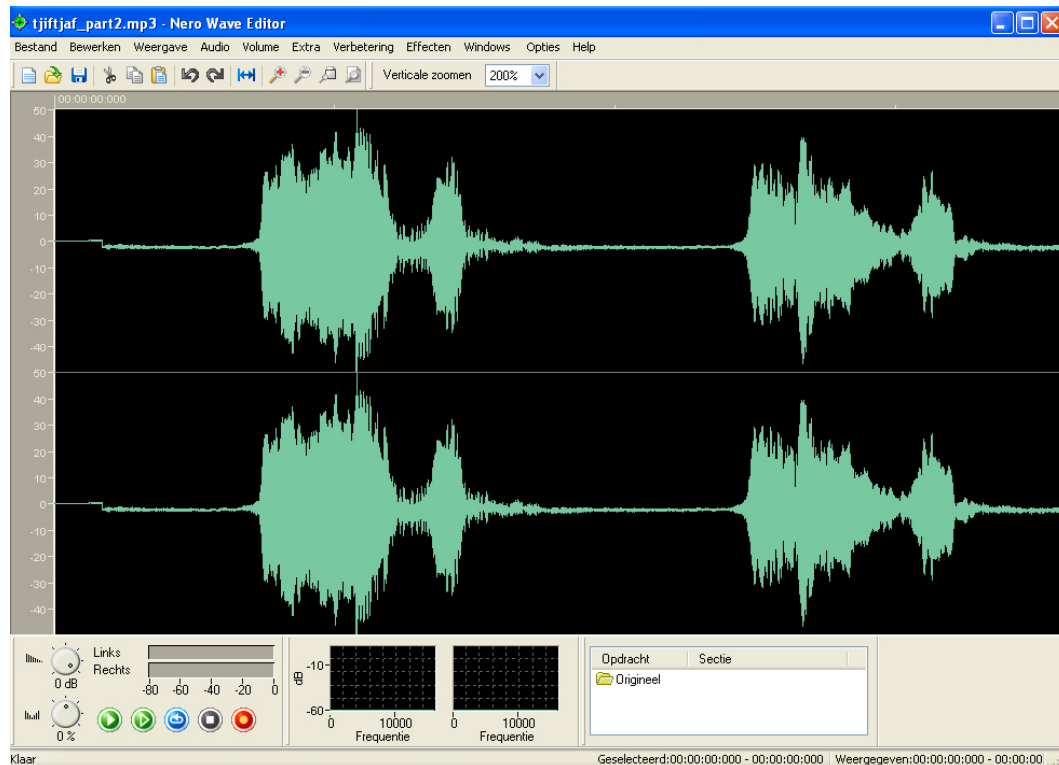 tjiftjaf_part2.mp3 - Nero Wave Editor
Bestand Bewerken Weergave Audio Volume Extra Verbetering Effecten Windows Opties Help
Verticale zoomen 200%
00:00:00:000
50
40
30
20
10
0
-10
-20
-30
-40
50
40
30
20
10
0
-10
-20
-30
-40
Links
Rechts
0 dB
-80 -60 -40 -20 0
0 %
dB
-10
-60
0 10000
Frequentie
0 10000
Frequentie
Opdracht Sectie
Origineel
Klaar
Geselecteerd:00:00:00:000 - 00:00:00:000 Weergegeven:00:00:00:000 - 00:00:00